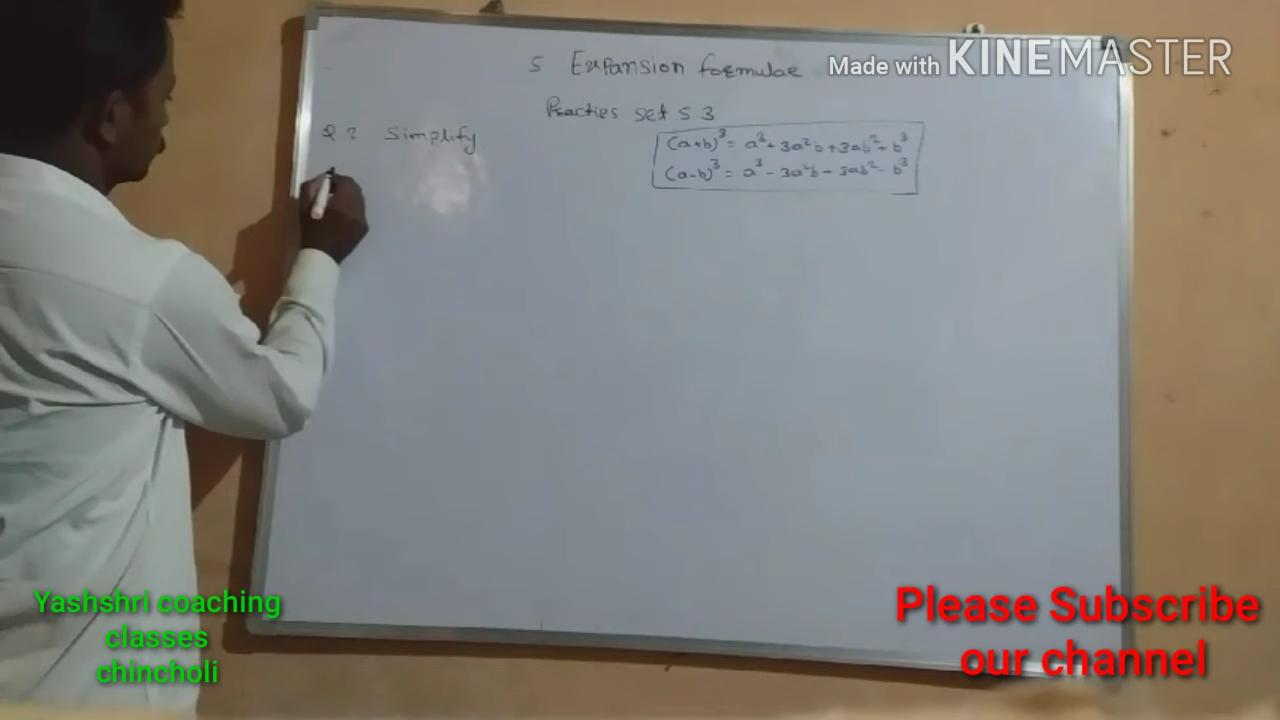 5 Expansion formulae
Made with KINEMASTER
Practies set 5.3
Q 2 Simplify
(a+b)³ = a³ + 3a²b + 3ab² + b³
(a-b)³ = a³ - 3a²b + 3ab² - b³
Yashshri coaching
classes
chincholi
Please Subscribe
our channel